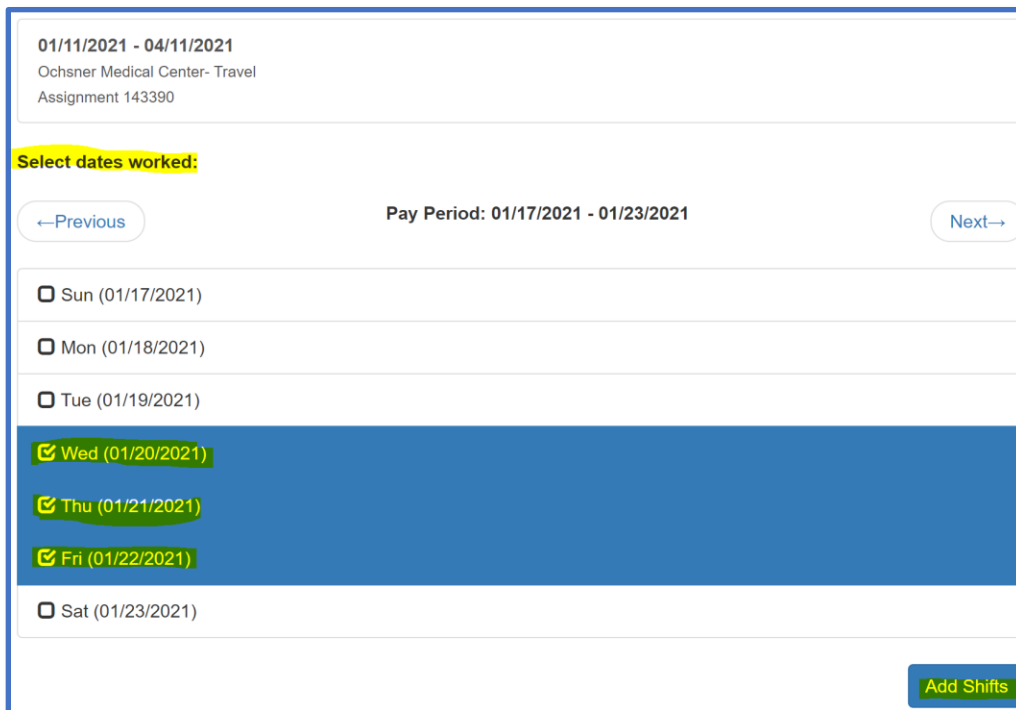 01/11/2021 - 04/11/2021
Ochsner Medical Center- Travel
Assignment 143390
Select dates worked:
←Previous
Pay Period: 01/17/2021 - 01/23/2021
Next→
Sun (01/17/2021)
Mon (01/18/2021)
Tue (01/19/2021)
Wed (01/20/2021)
Thu (01/21/2021)
Fri (01/22/2021)
Sat (01/23/2021)
Add Shifts